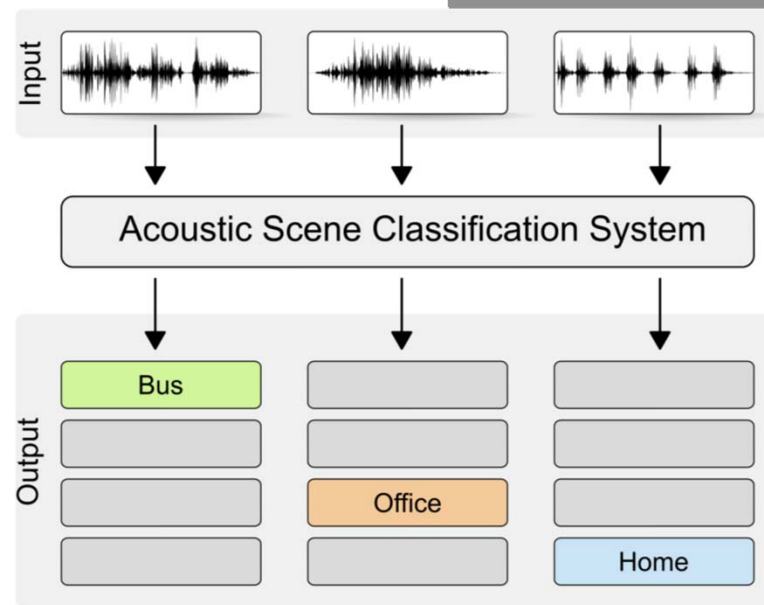 Input
Acoustic Scene Classification System
Output
Bus
Office
Home